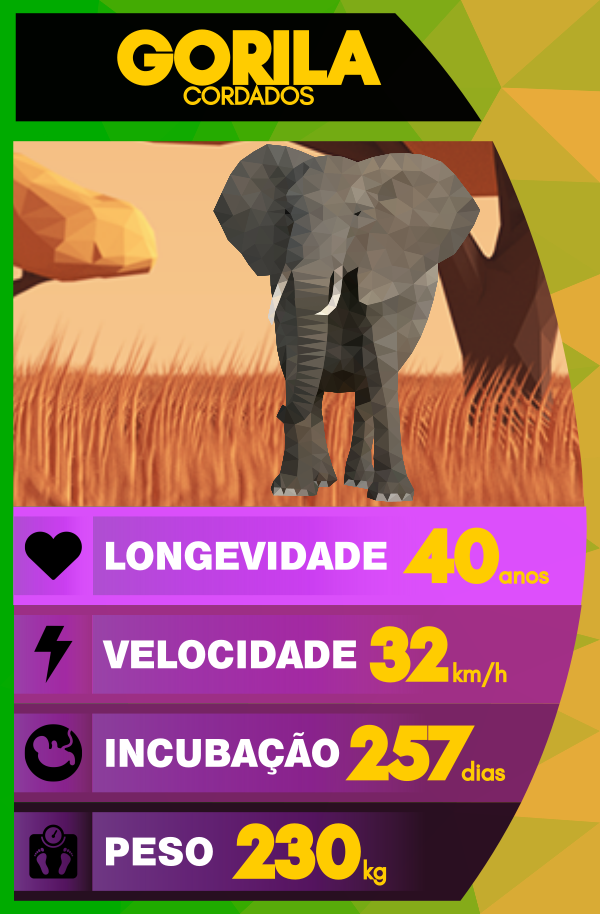 GORILA
CORDADOS
LONGEVIDADE 40 anos
VELOCIDADE 32 km/h
INCUBAÇÃO 257 dias
PESO 230 kg